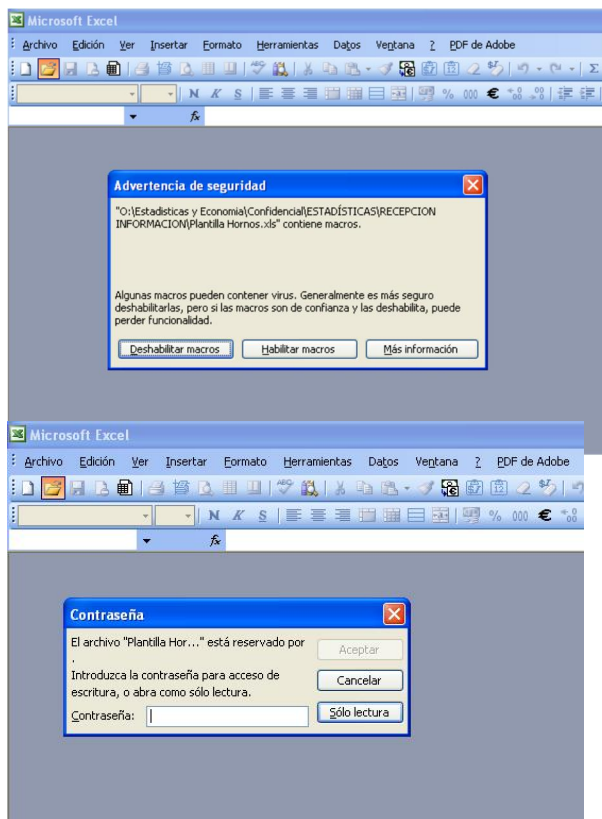 Microsoft Excel
Archivo Edición Ver Insertar Formato Herramientas Datos Ventana ? PDF de Adobe
N K S % 000 €
fx
Advertencia de seguridad
"O:\Estadisticas y Economia\Confidencial\ESTADÍSTICAS\RECEPCION
INFORMACION\Plantilla Hornos.xls" contiene macros.
Algunas macros pueden contener virus. Generalmente es más seguro
deshabilitarlas, pero si las macros son de confianza y las deshabilita, puede
perder funcionalidad.
Deshabilitar macros Habilitar macros Más información
Microsoft Excel
Archivo Edición Ver Insertar Formato Herramientas Datos Ventana ? PDF de Adobe
N K S % 000 €
fx
Contraseña
El archivo "Plantilla Hor..." está reservado por
.
Aceptar
Introduzca la contraseña para acceso de
escritura, o abra como sólo lectura.
Cancelar
Contraseña:
Sólo lectura